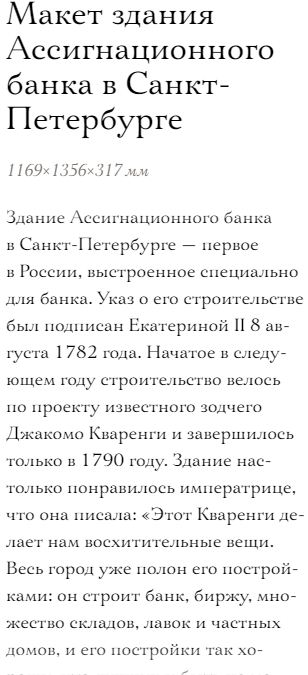 Макет здания
Ассигнационного
банка в Санкт-
Петербурге
1169×1356×317 мм
Здание Ассигнационного банка
в Санкт-Петербурге — первое
в России, выстроенное специально
для банка. Указ о его строительстве
был подписан Екатериной II 8 ав-
густа 1782 года. Начатое в следу-
ющем году строительство велось
по проекту известного зодчего
Джакомо Кваренги и завершилось
только в 1790 году. Здание нас-
только понравилось императрице,
что она писала: «Этот Кваренги де-
лает нам восхитительные вещи.
Весь город уже полон его построй-
ками: он строит банк, биржу, мно-
жество складов, лавок и частных
домов, и его постройки так хо-